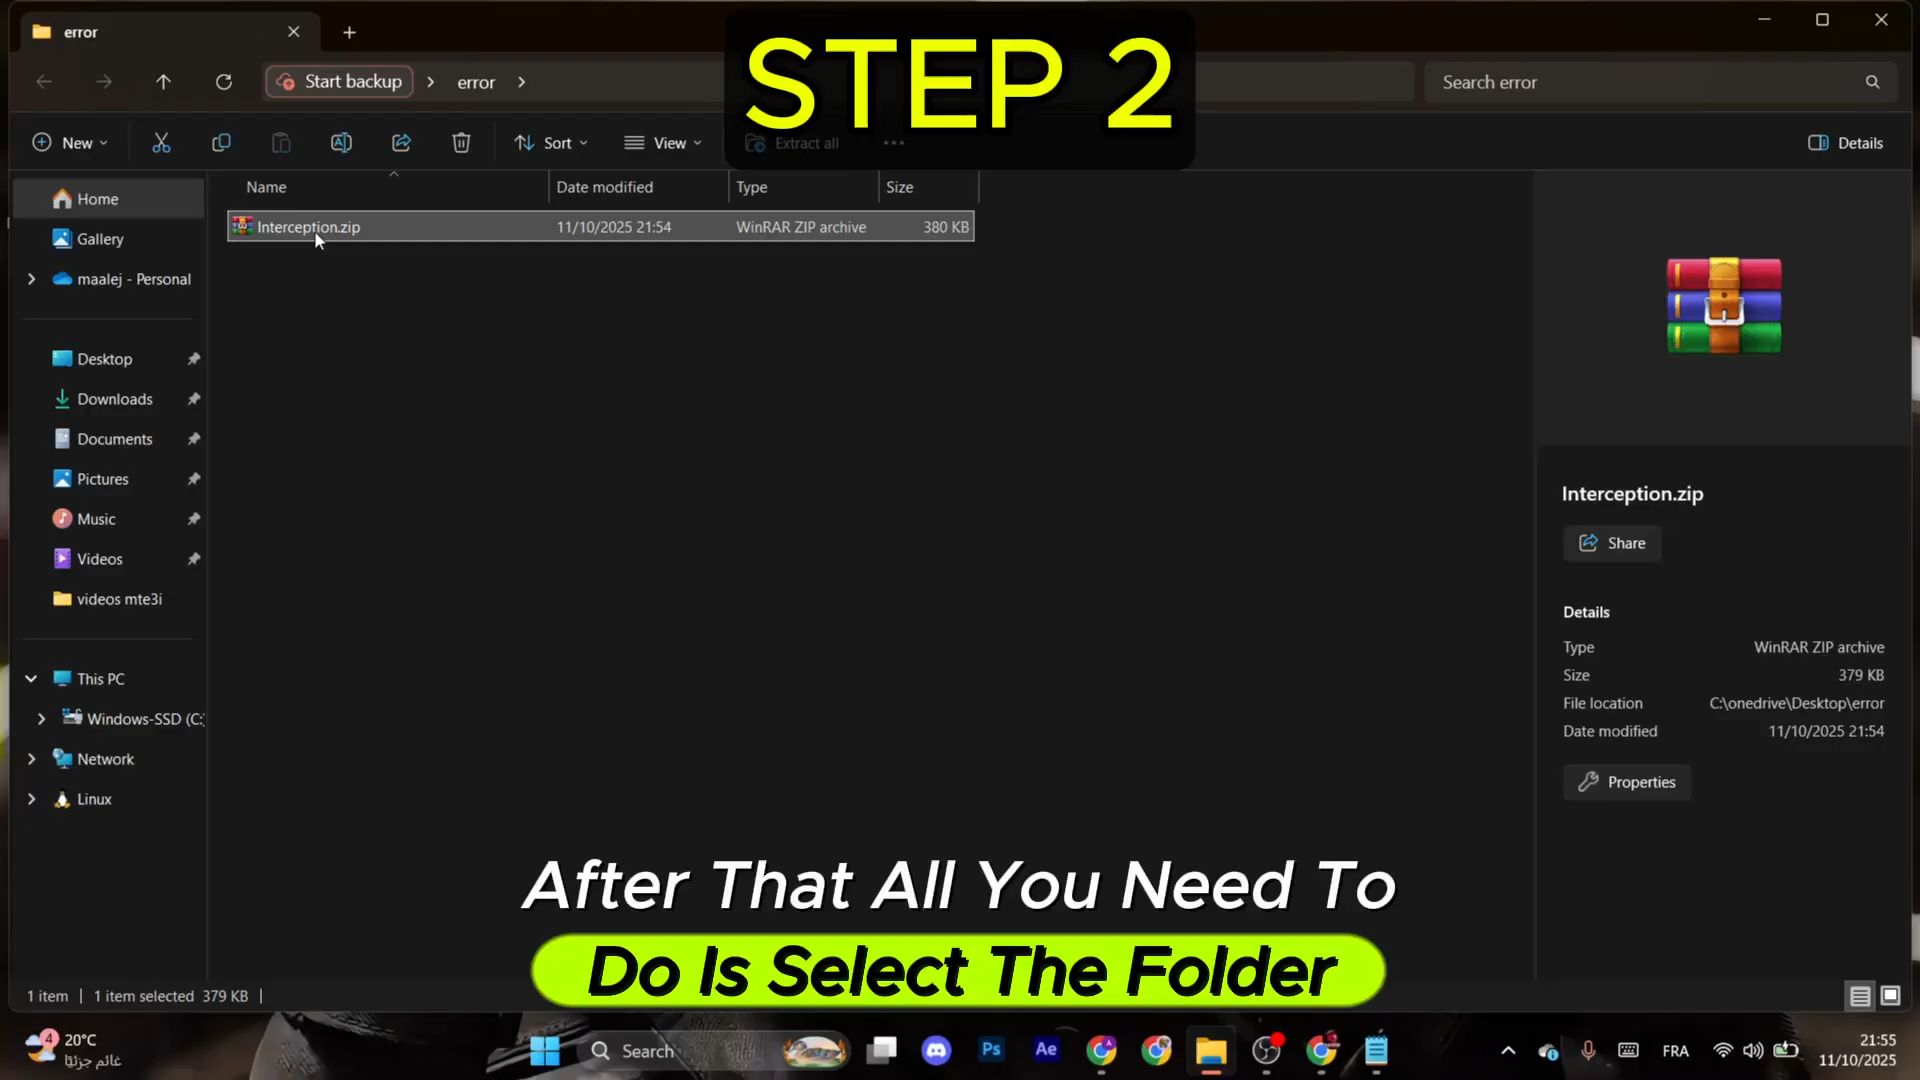 error
STEP 2
Start backup
error
Search error
New
Sort
View
Extract all
Details
Name
Date modified
Type
Size
Interception.zip
11/10/2025 21:54
WinRAR ZIP archive
380 KB
Home
Gallery
maalej - Personal
Desktop
Downloads
Documents
Pictures
Music
Videos
videos mte3i
This PC
Windows-SSD (C:)
Network
Linux
Interception.zip
Share
Details
Type WinRAR ZIP archive
Size 379 KB
File location C:\onedrive\Desktop\error
Date modified 11/10/2025 21:54
Properties
After That All You Need To
Do Is Select The Folder
1 item 1 item selected 379 KB
4
20°C
غائم جزئيًا
Search
Ps
Ae
FRA
21:55
11/10/2025